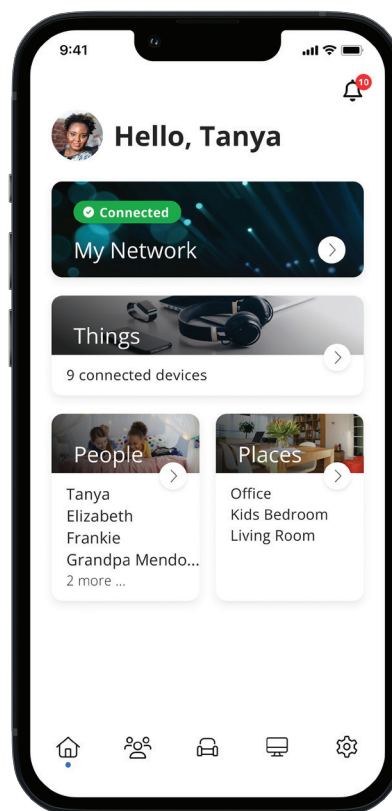 9:41
10
Hello, Tanya
Connected
My Network
Things
9 connected devices
People
Tanya
Elizabeth
Frankie
Grandpa Mendo...
2 more ...
Places
Office
Kids Bedroom
Living Room